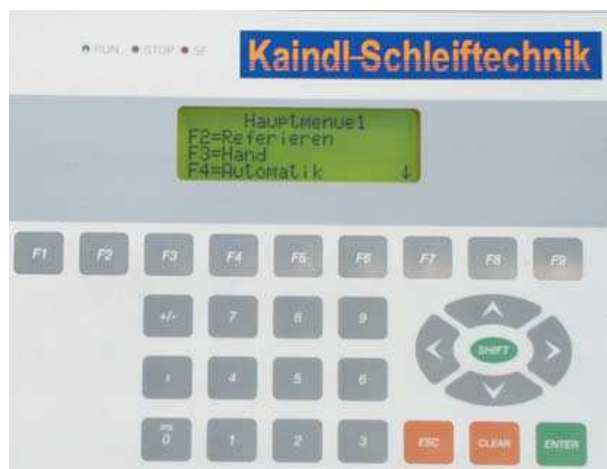 RUN STOP SF
Kaindl-Schleiftechnik
Hauptmenue1
F2=Referieren
F3=Hand
F4=Automatik ↓
F1 F2 F3 F4 F5 F6 F7 F8 F9
+/- 7 8 9
SHIFT
4 5 6
Ins
0 1 2 3 ESC CLEAR ENTER